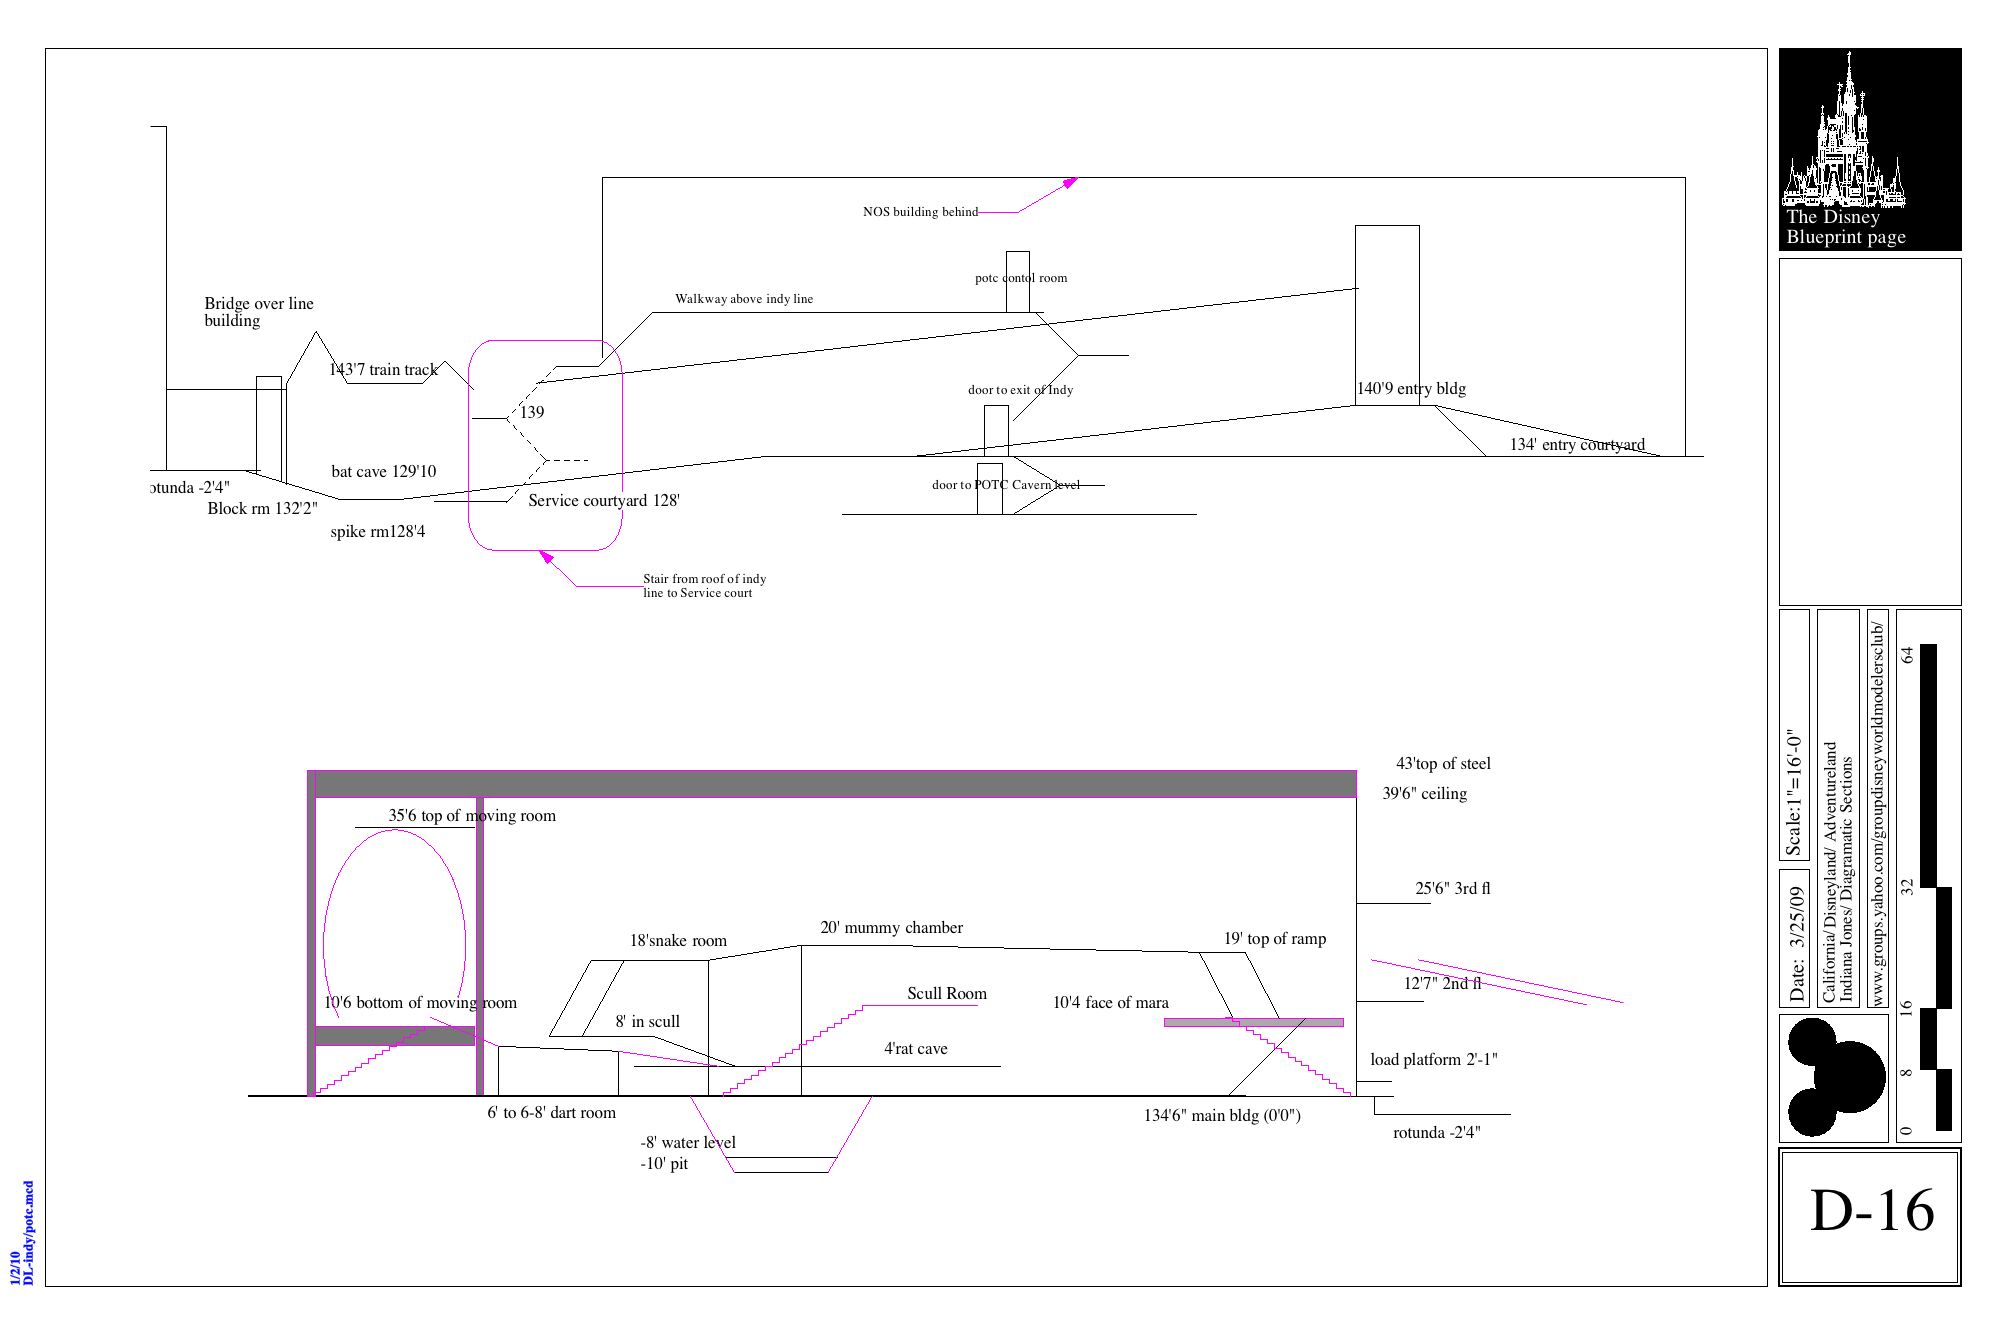 The Disney
Blueprint page
NOS building behind
potc contol room
Walkway above indy line
Bridge over line
building
143'7 train track
door to exit of Indy
140'9 entry bldg
139
134' entry courtyard
bat cave 129'10
otunda -2'4"
door to POTC Cavern level
Service courtyard 128'
Block rm 132'2"
spike rm128'4
Stair from roof of indy
line to Service court
43'top of steel
39'6" ceiling
35'6 top of moving room
25'6" 3rd fl
20' mummy chamber
18'snake room
19' top of ramp
12'7" 2nd fl
Scull Room
10'6 bottom of moving room
10'4 face of mara
8' in scull
4'rat cave
load platform 2'-1"
6' to 6-8' dart room
134'6" main bldg (0'0")
rotunda -2'4"
-8' water level
-10' pit
Scale:1"=16'-0"
Date: 3/25/09
California/ Disneyland/ Adventureland
Indiana Jones/ Diagramatic Sections
www.groups.yahoo.com/groupdisneyworldmodelersclub/
64
32
16
8
0
D-16
1/2/10
DL-indy/potc.mcd